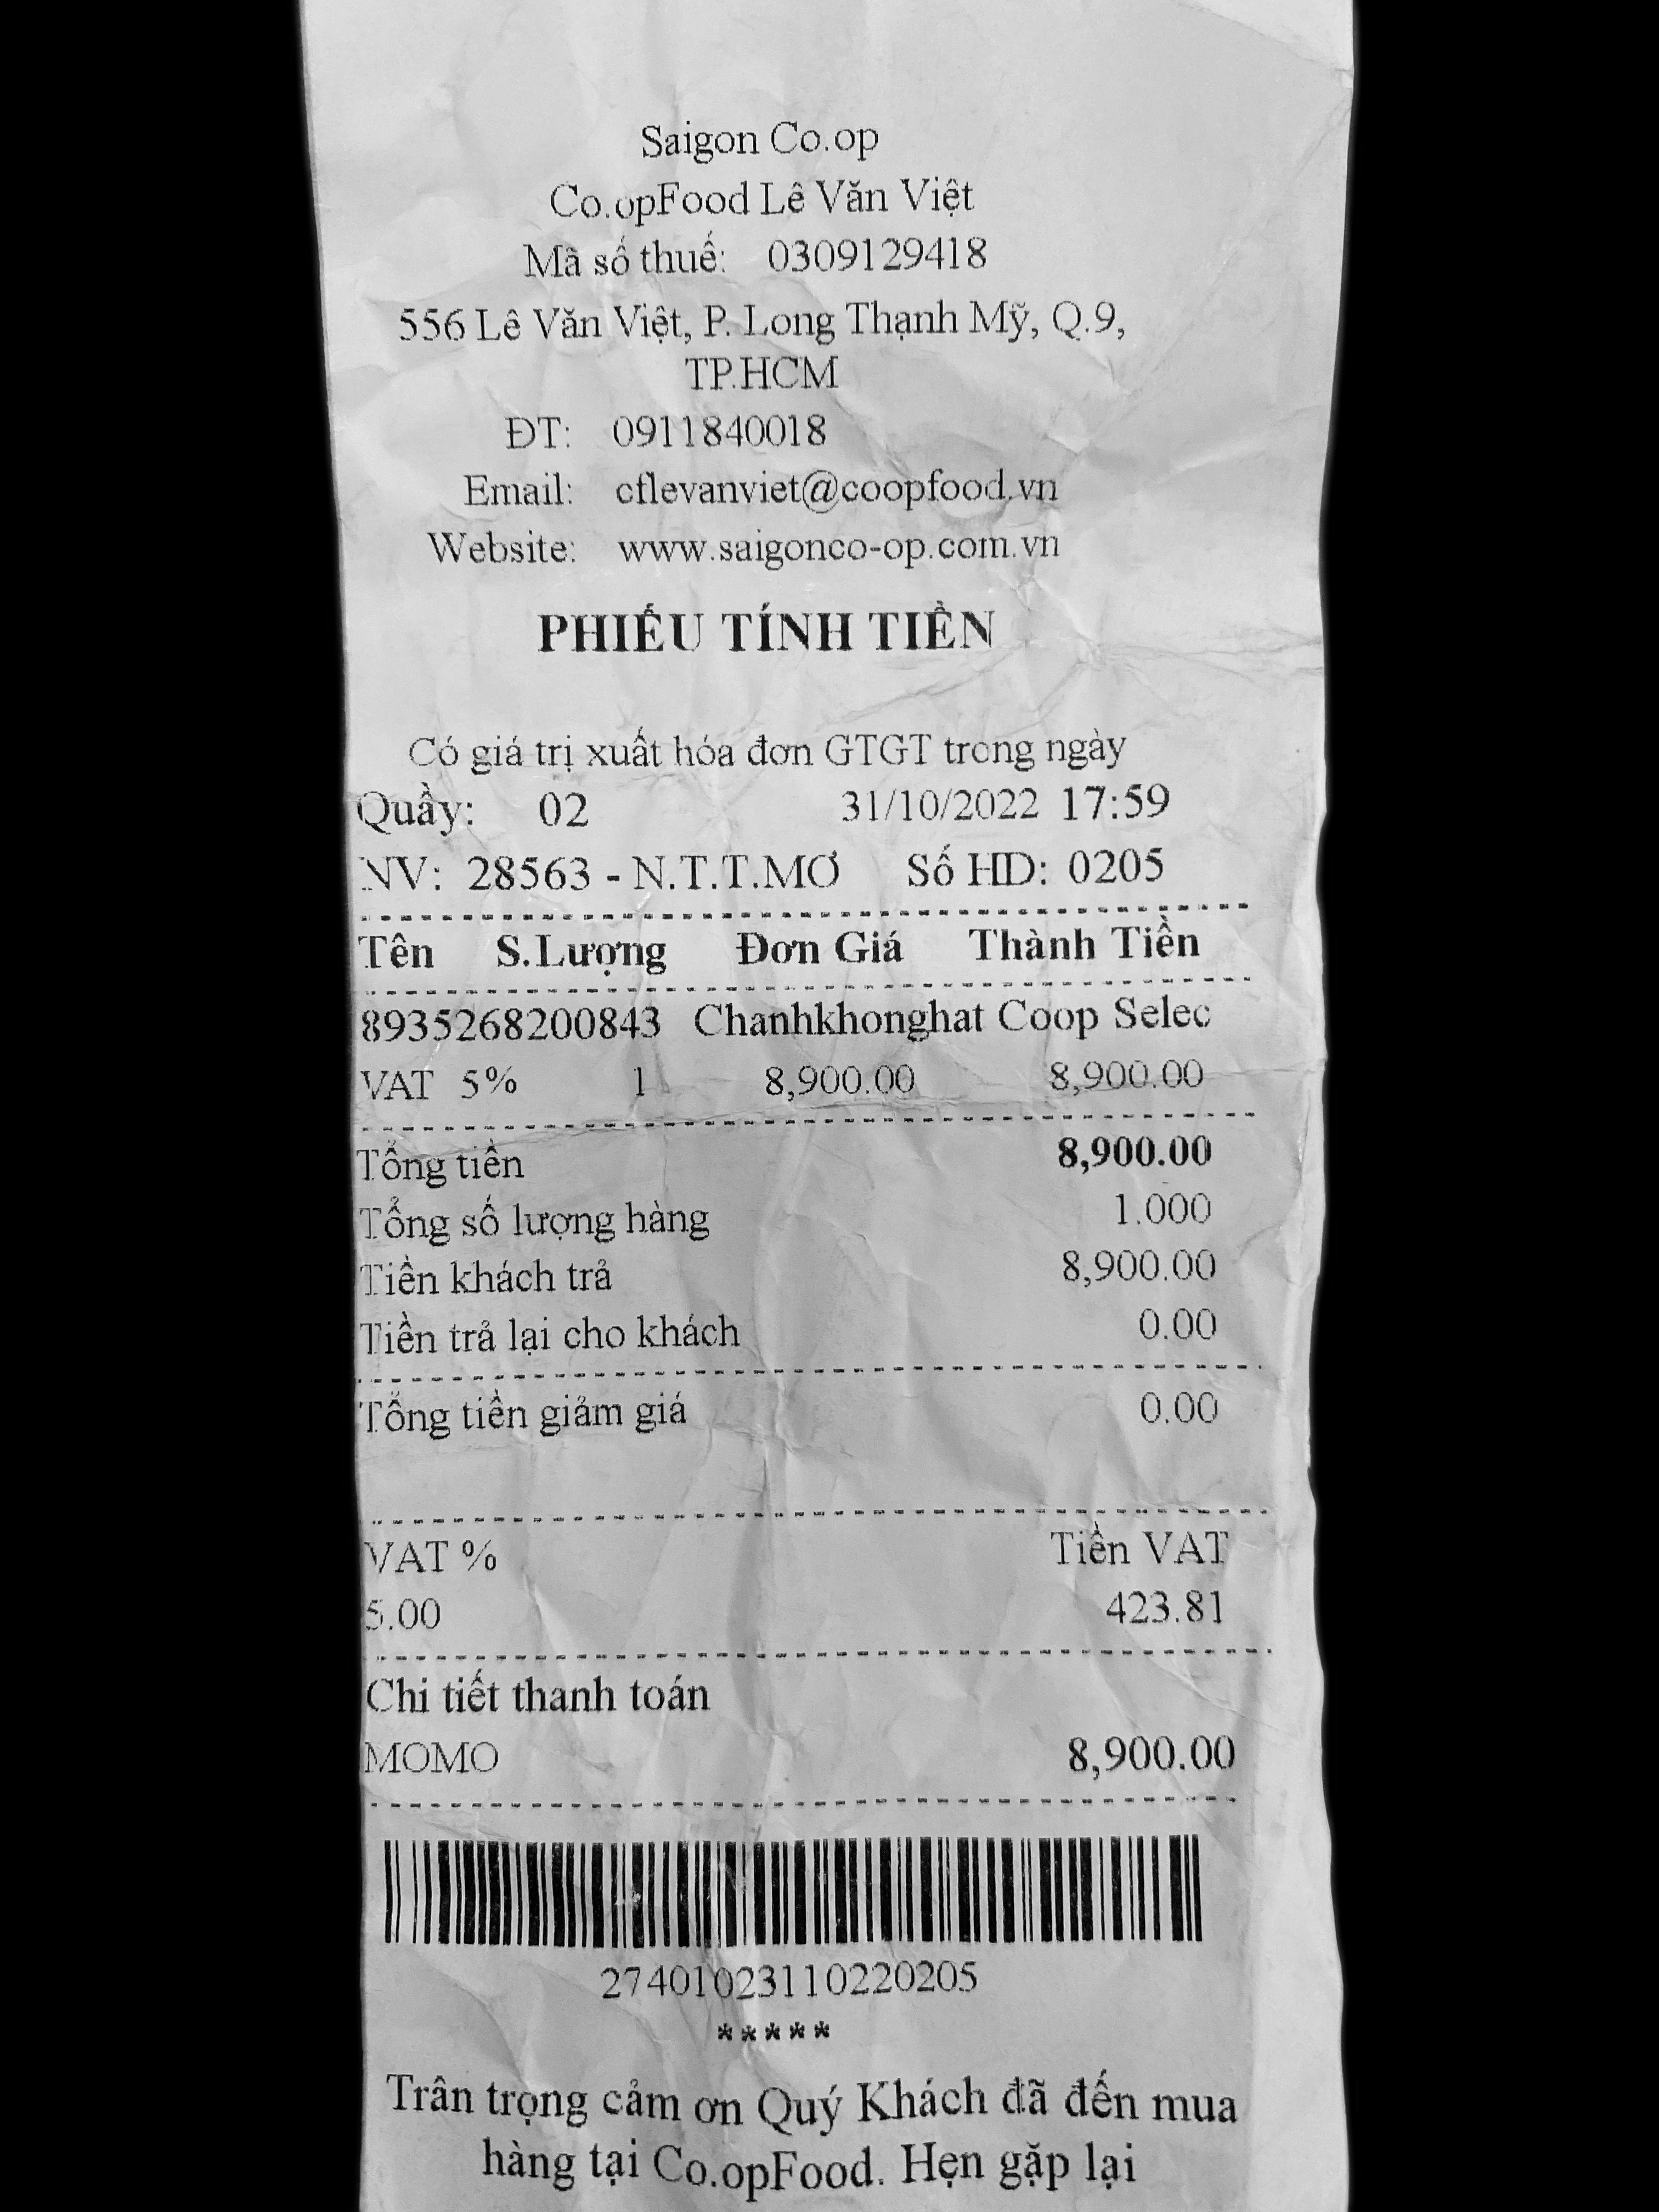 Saigon Co.op
Co.opFood Lê Văn Việt
Mã số thuế: 0309129418
556 Lê Văn Việt, P. Long Thạnh Mỹ, Q.9,
TP.HCM
ĐT: 0911840018
Email: cflevanviet@coopfood.vn
Website: www.saigonco-op.com.vn
PHIẾU TÍNH TIỀN
Có giá trị xuất hóa đơn GTGT trong ngày
Quầy: 02 31/10/2022 17:59
NV: 28563 - N.T.T.MƠ Số HD: 0205
Tên S.Lượng Đơn Giá Thành Tiền
8935268200843 Chanhkhonghat Coop Selec
VAT 5% 1 8,900.00 8,900.00
Tổng tiền 8,900.00
Tổng số lượng hàng 1.000
Tiền khách trả 8,900.00
Tiền trả lại cho khách 0.00
Tổng tiền giảm giá 0.00
VAT % Tiền VAT
5.00 423.81
Chi tiết thanh toán
MOMO 8,900.00
27401023110220205
*****
Trân trọng cảm ơn Quý Khách đã đến mua
hàng tại Co.opFood. Hẹn gặp lại